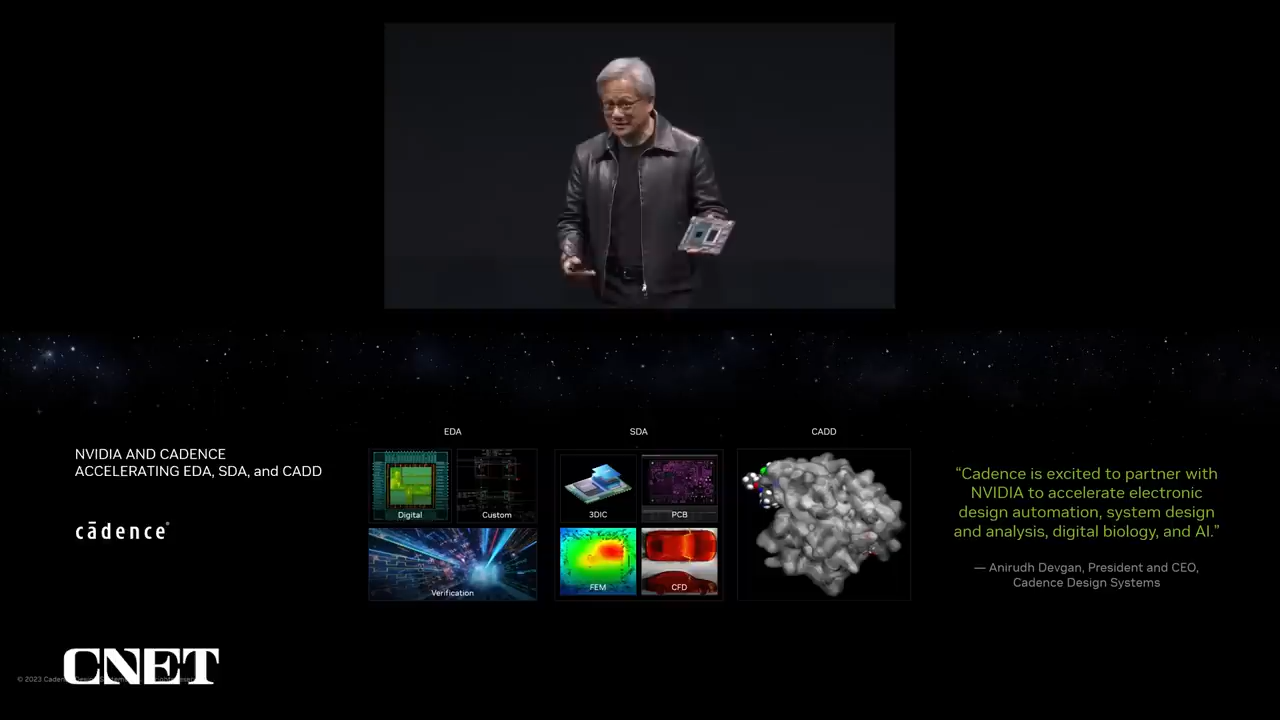 NVIDIA AND CADENCE
ACCELERATING EDA, SDA, and CADD
cādence®
EDA
Digital
Custom
Verification
SDA
3DIC
PCB
FEM
CFD
CADD
“Cadence is excited to partner with
NVIDIA to accelerate electronic
design automation, system design
and analysis, digital biology, and AI.”
— Anirudh Devgan, President and CEO,
Cadence Design Systems
CNET
© 2023